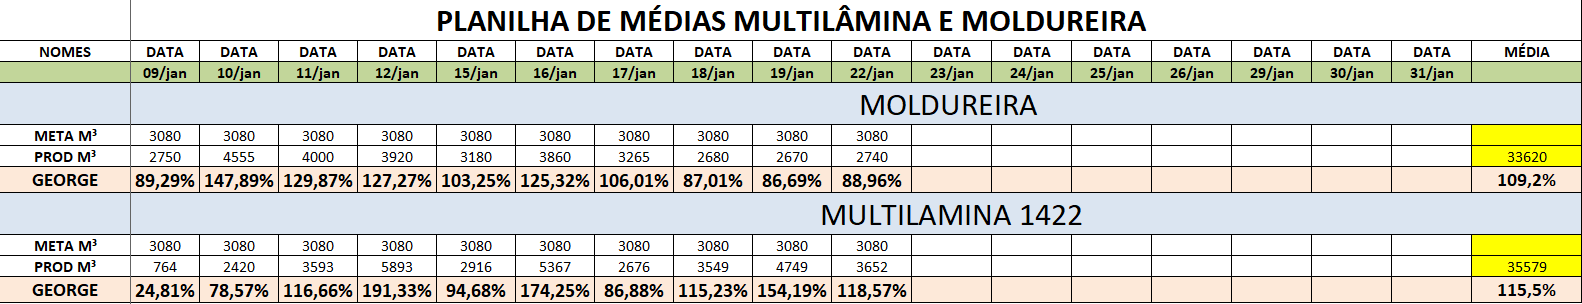 PLANILHA DE MÉDIAS MULTILÂMINA E MOLDUREIRA
NOMES DATA DATA DATA DATA DATA DATA DATA DATA DATA DATA DATA DATA DATA DATA DATA DATA DATA MÉDIA
09/jan 10/jan 11/jan 12/jan 15/jan 16/jan 17/jan 18/jan 19/jan 22/jan 23/jan 24/jan 25/jan 26/jan 29/jan 30/jan 31/jan
MOLDUREIRA
META M³ 3080 3080 3080 3080 3080 3080 3080 3080 3080 3080
PROD M³ 2750 4555 4000 3920 3180 3860 3265 2680 2670 2740 33620
GEORGE 89,29% 147,89% 129,87% 127,27% 103,25% 125,32% 106,01% 87,01% 86,69% 88,96% 109,2%
MULTILAMINA 1422
META M³ 3080 3080 3080 3080 3080 3080 3080 3080 3080 3080
PROD M³ 764 2420 3593 5893 2916 5367 2676 3549 4749 3652 35579
GEORGE 24,81% 78,57% 116,66% 191,33% 94,68% 174,25% 86,88% 115,23% 154,19% 118,57% 115,5%